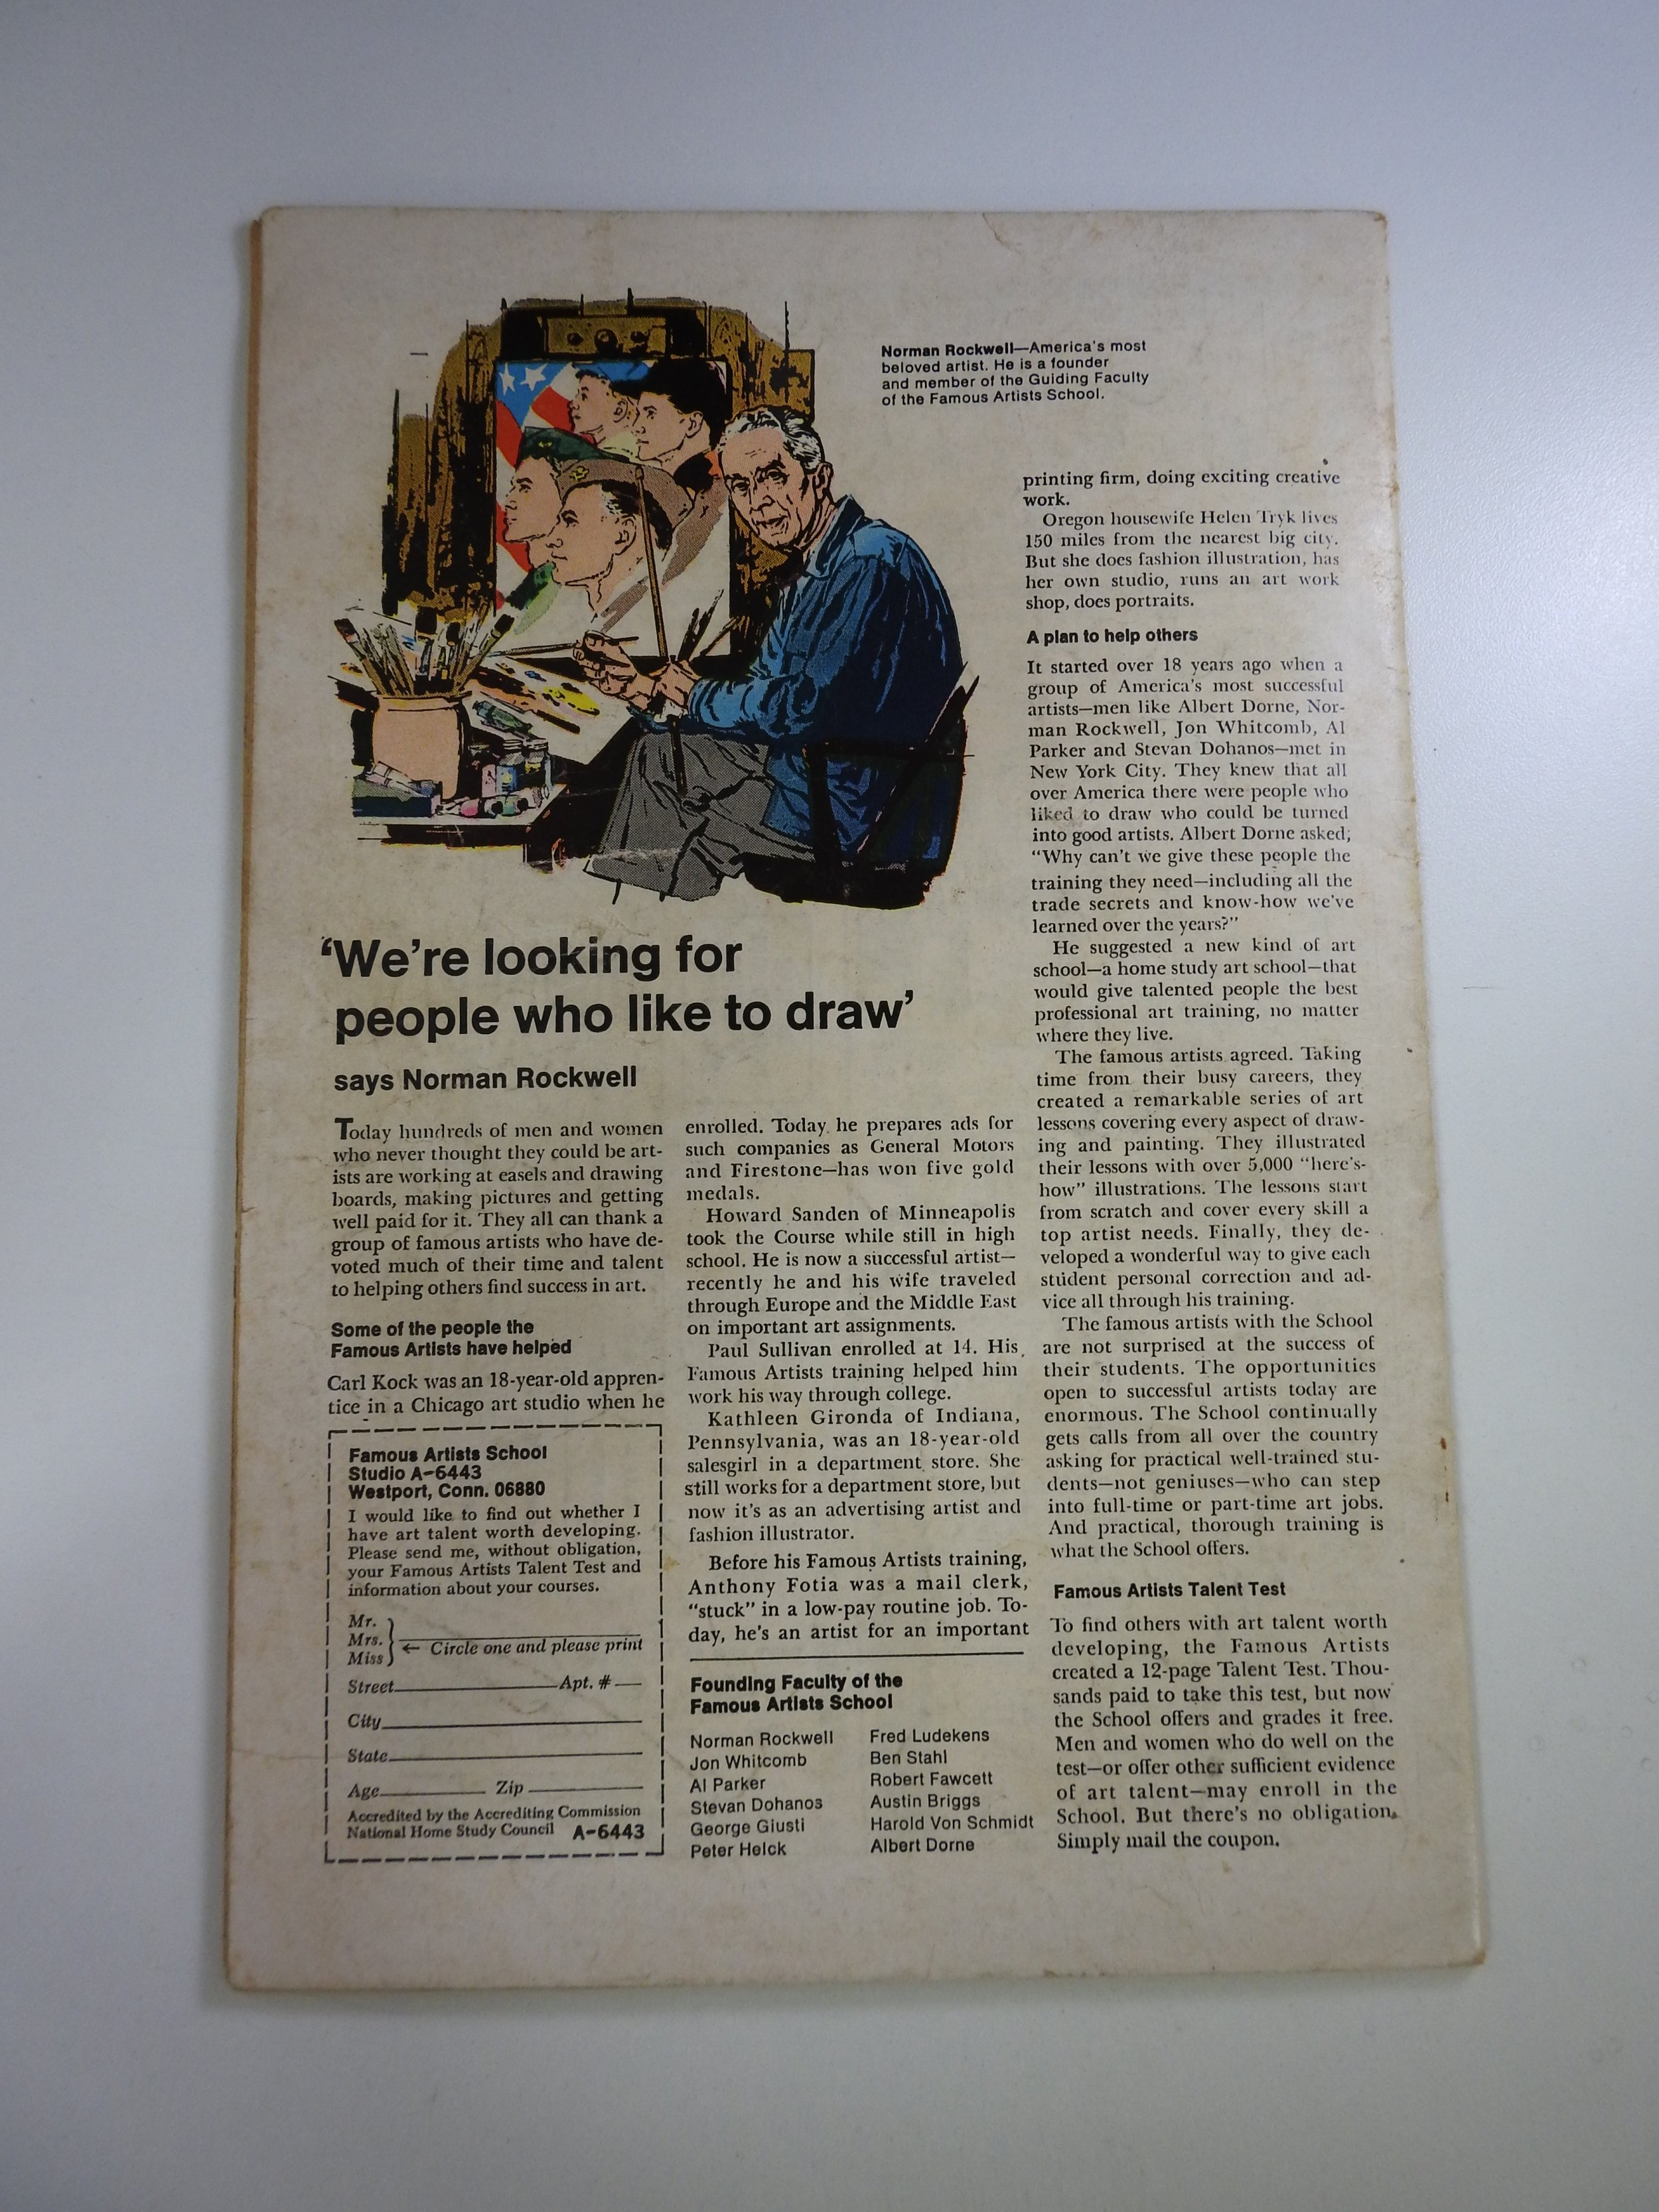 Norman Rockwell—America's most
beloved artist. He is a founder
and member of the Guiding Faculty
of the Famous Artists School.
'We're looking for
people who like to draw'
says Norman Rockwell
Today hundreds of men and women
who never thought they could be art-
ists are working at easels and drawing
boards, making pictures and getting
well paid for it. They all can thank a
group of famous artists who have de-
voted much of their time and talent
to helping others find success in art.
Some of the people the
Famous Artists have helped
Carl Kock was an 18-year-old appren-
tice in a Chicago art studio when he
enrolled. Today he prepares ads for
such companies as General Motors
and Firestone—has won five gold
medals.
Howard Sanden of Minneapolis
took the Course while still in high
school. He is now a successful artist—
recently he and his wife traveled
through Europe and the Middle East
on important art assignments.
Paul Sullivan enrolled at 14. His
Famous Artists training helped him
work his way through college.
Kathleen Gironda of Indiana,
Pennsylvania, was an 18-year-old
salesgirl in a department store. She
still works for a department store, but
now it's as an advertising artist and
fashion illustrator.
Before his Famous Artists training,
Anthony Fotia was a mail clerk,
"stuck" in a low-pay routine job. To-
day, he's an artist for an important
printing firm, doing exciting creative
work.
Oregon housewife Helen Tryk lives
150 miles from the nearest big city.
But she does fashion illustration, has
her own studio, runs an art work
shop, does portraits.
A plan to help others
It started over 18 years ago when a
group of America's most successful
artists—men like Albert Dorne, Nor-
man Rockwell, Jon Whitcomb, Al
Parker and Stevan Dohanos—met in
New York City. They knew that all
over America there were people who
liked to draw who could be turned
into good artists. Albert Dorne asked;
"Why can't we give these people the
training they need—including all the
trade secrets and know-how we've
learned over the years?"
He suggested a new kind of art
school—a home study art school—that
would give talented people the best
professional art training, no matter
where they live.
The famous artists agreed. Taking
time from their busy careers, they
created a remarkable series of art
lessons covering every aspect of draw-
ing and painting. They illustrated
their lessons with over 5,000 "here's-
how" illustrations. The lessons start
from scratch and cover every skill a
top artist needs. Finally, they de-
veloped a wonderful way to give each
student personal correction and ad-
vice all through his training.
The famous artists with the School
are not surprised at the success of
their students. The opportunities
open to successful artists today are
enormous. The School continually
gets calls from all over the country
asking for practical well-trained stu-
dents—not geniuses—who can step
into full-time or part-time art jobs.
And practical, thorough training is
what the School offers.
Famous Artists Talent Test
To find others with art talent worth
developing, the Famous Artists
created a 12-page Talent Test. Thou-
sands paid to take this test, but now
the School offers and grades it free.
Men and women who do well on the
test—or offer other sufficient evidence
of art talent—may enroll in the
School. But there's no obligation.
Simply mail the coupon.
Famous Artists School
Studio A-6443
Westport, Conn. 06880
I would like to find out whether I
have art talent worth developing.
Please send me, without obligation,
your Famous Artists Talent Test and
information about your courses.
Mr.
Mrs. ← Circle one and please print
Miss
Street Apt. #
City
State
Age Zip
Accredited by the Accrediting Commission
National Home Study Council A-6443
Founding Faculty of the
Famous Artists School
Norman Rockwell
Jon Whitcomb
Al Parker
Stevan Dohanos
George Giusti
Peter Helck
Fred Ludekens
Ben Stahl
Robert Fawcett
Austin Briggs
Harold Von Schmidt
Albert Dorne